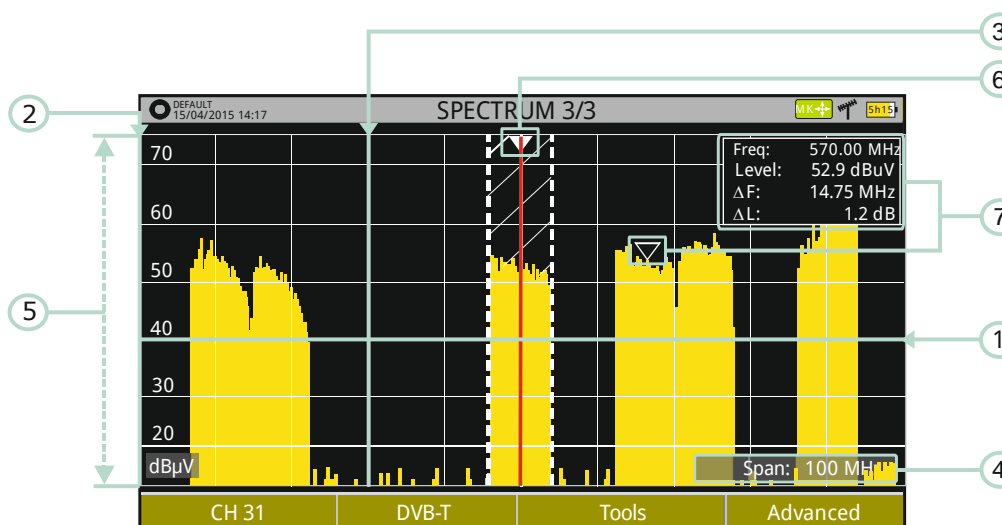 3
6
2
DEFAULT
15/04/2015 14:17
SPECTRUM 3/3
MK
5h15
70
Freq: 570.00 MHz
Level: 52.9 dBuV
ΔF: 14.75 MHz
ΔL: 1.2 dB
60
7
50
5
40
1
30
20
dBµV
Span: 100 MH
4
CH 31
DVB-T
Tools
Advanced